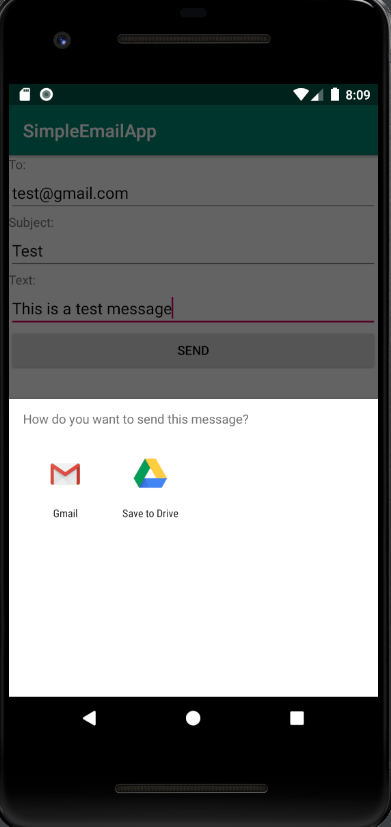 8:09
SimpleEmailApp
To:
test@gmail.com
Subject:
Test
Text:
This is a test message
SEND
How do you want to send this message?
Gmail Save to Drive